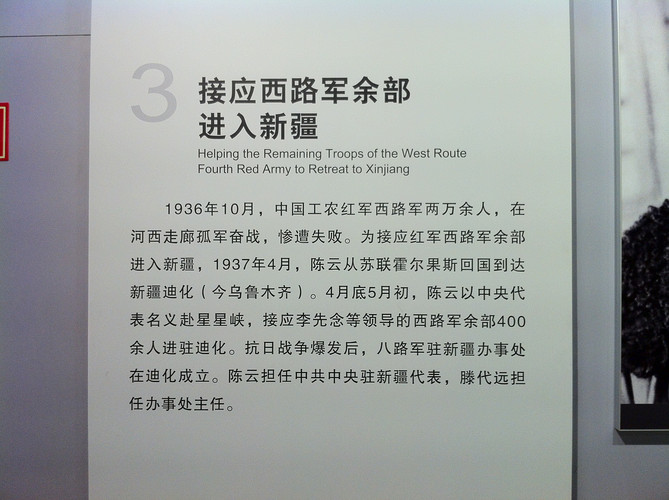 3
接应西路军余部
进入新疆
Helping the Remaining Troops of the West Route
Fourth Red Army to Retreat to Xinjiang
1936年10月，中国工农红军西路军两万余人，在
河西走廊孤军奋战，惨遭失败。为接应红军西路军余部
进入新疆，1937年4月，陈云从苏联霍尔果斯回国到达
新疆迪化（今乌鲁木齐）。4月底5月初，陈云以中央代
表名义赴星星峡，接应李先念等领导的西路军余部400
余人进驻迪化。抗日战争爆发后，八路军驻新疆办事处
在迪化成立。陈云担任中共中央驻新疆代表，滕代远担
任办事处主任。